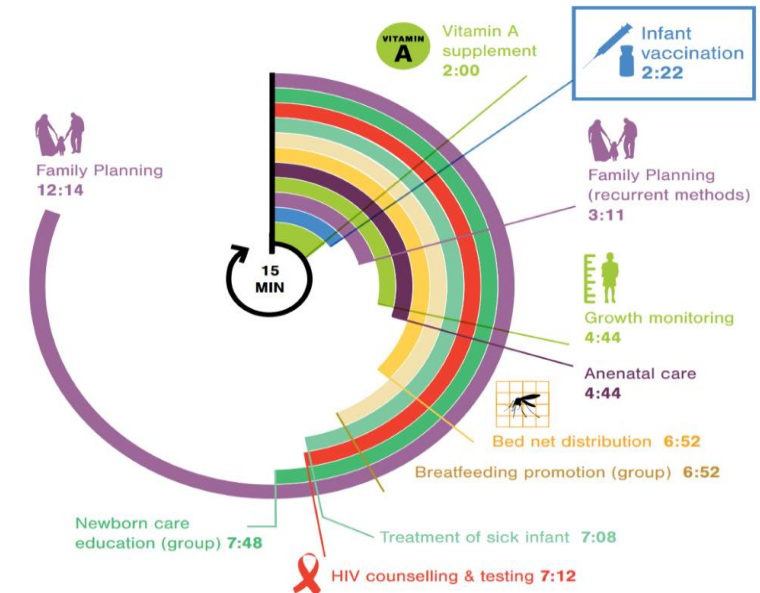 VITAMIN
A
Vitamin A
supplement
2:00
Infant
vaccination
2:22
Family Planning
12:14
Family Planning
(recurrent methods)
3:11
15
MIN
Growth monitoring
4:44
Anenatal care
4:44
Bed net distribution 6:52
Breatfeeding promotion (group) 6:52
Newborn care
education (group) 7:48
Treatment of sick infant 7:08
HIV counselling & testing 7:12